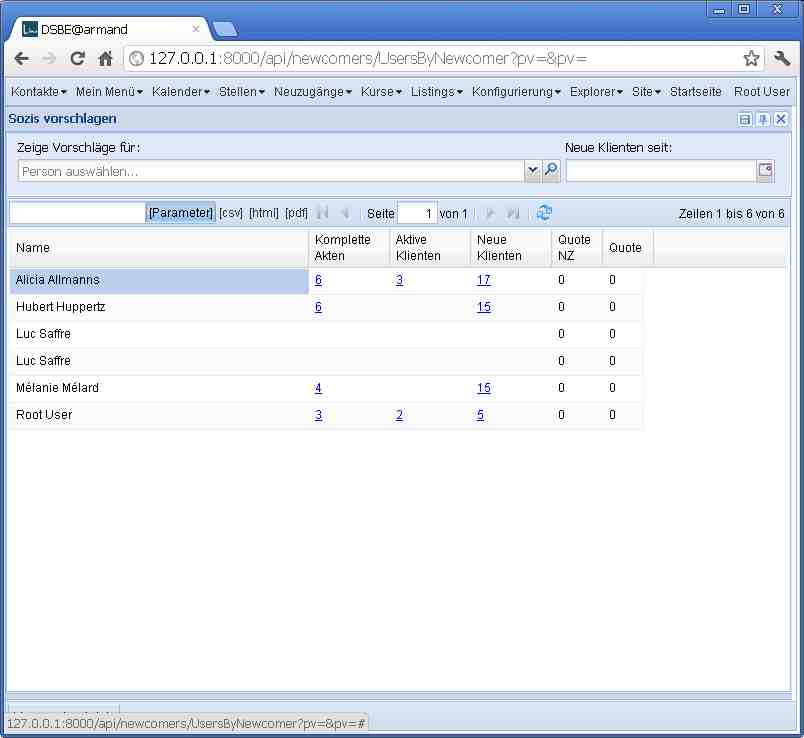 DSBE@armand
127.0.0.1:8000/api/newcomers/UsersByNewcomer?pv=&pv=
Kontakte Mein Menü Kalender Stellen Neuzugänge Kurse Listings Konfigurierung Explorer Site Startseite Root User
Sozis vorschlagen
Zeige Vorschläge für: Neue Klienten seit:
Person auswählen...
[Parameter] [csv] [html] [pdf] Seite 1 von 1 Zeilen 1 bis 6 von 6
Name Komplette Akten Aktive Klienten Neue Klienten Quote NZ Quote
Alicia Allmanns 6 3 17 0 0
Hubert Huppertz 6 15 0 0
Luc Saffre 0 0
Luc Saffre 0 0
Mélanie Mélard 4 15 0 0
Root User 3 2 5 0 0
127.0.0.1:8000/api/newcomers/UsersByNewcomer?pv=&pv=#